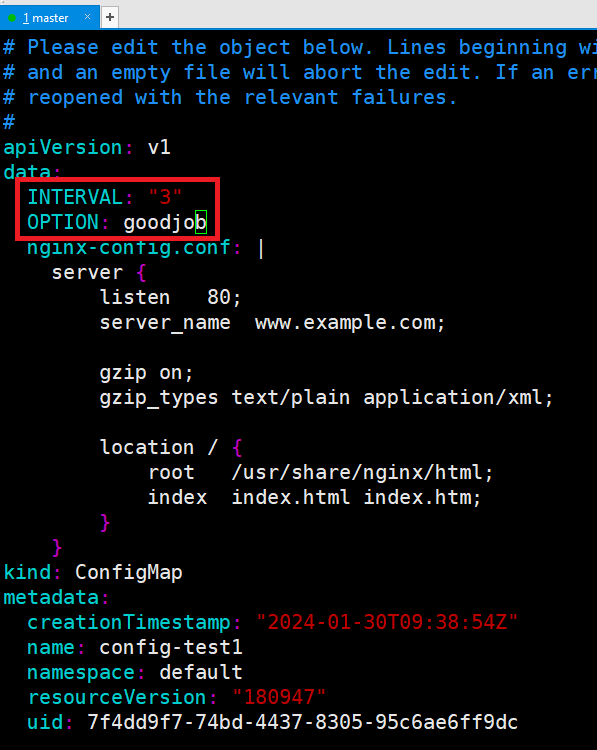 1 master × +
# Please edit the object below. Lines beginning wi
# and an empty file will abort the edit. If an err
# reopened with the relevant failures.
#
apiVersion: v1
data:
  INTERVAL: "3"
  OPTION: goodjob
  nginx-config.conf: |
    server {
        listen   80;
        server_name  www.example.com;

        gzip on;
        gzip_types text/plain application/xml;

        location / {
            root   /usr/share/nginx/html;
            index  index.html index.htm;
        }
    }
kind: ConfigMap
metadata:
  creationTimestamp: "2024-01-30T09:38:54Z"
  name: config-test1
  namespace: default
  resourceVersion: "180947"
  uid: 7f4dd9f7-74bd-4437-8305-95c6ae6ff9dc